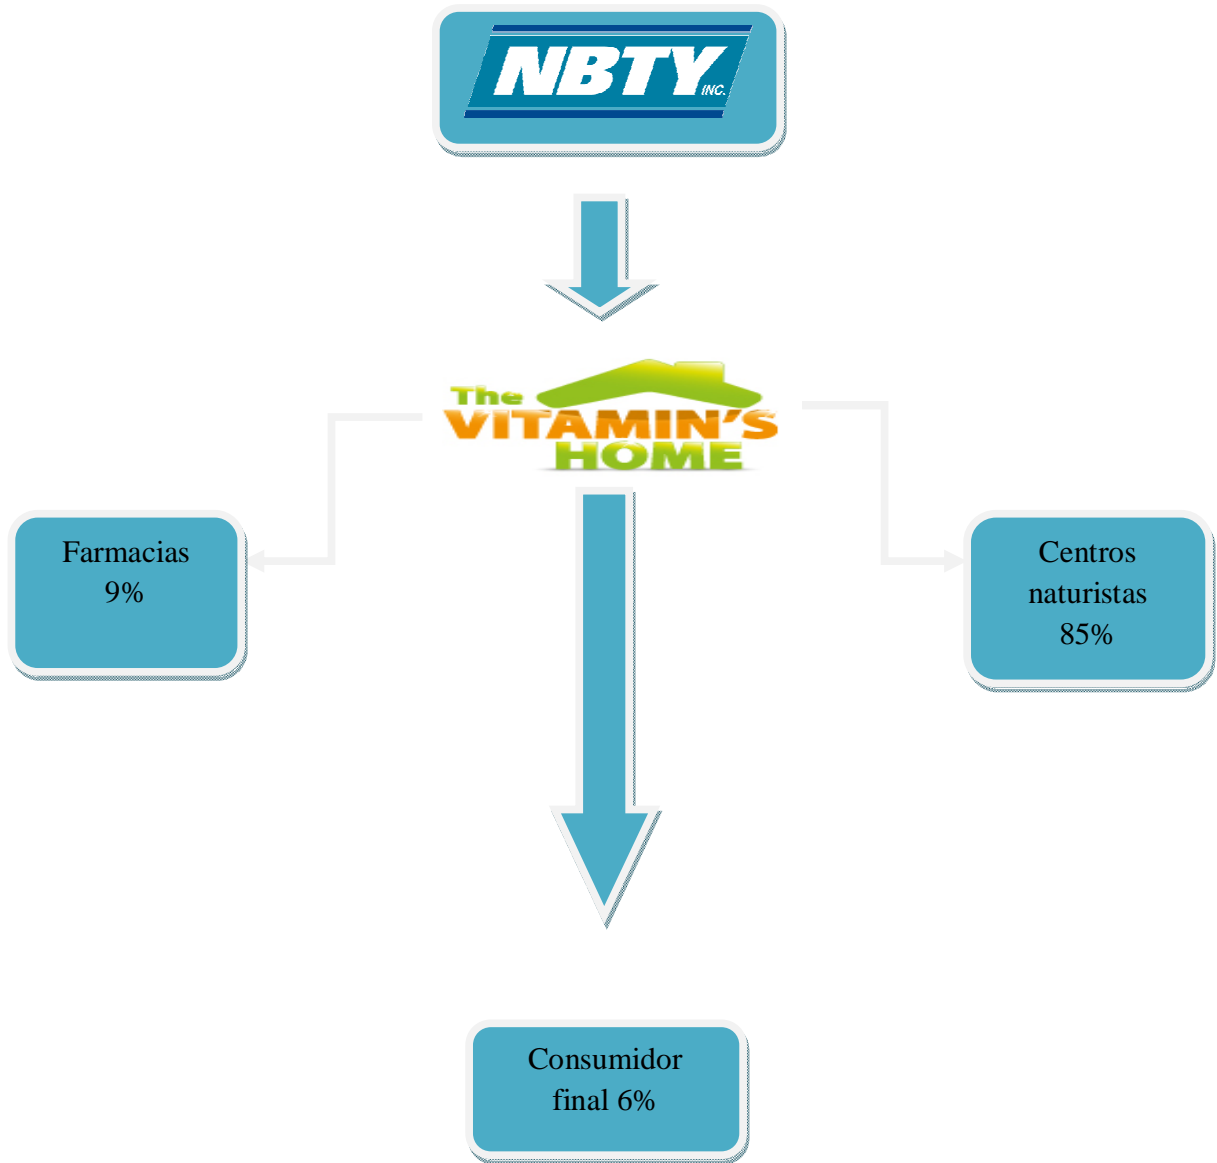 NBTY INC.
The
VITAMIN'S
HOME
Farmacias
9%
Centros
naturistas
85%
Consumidor
final 6%